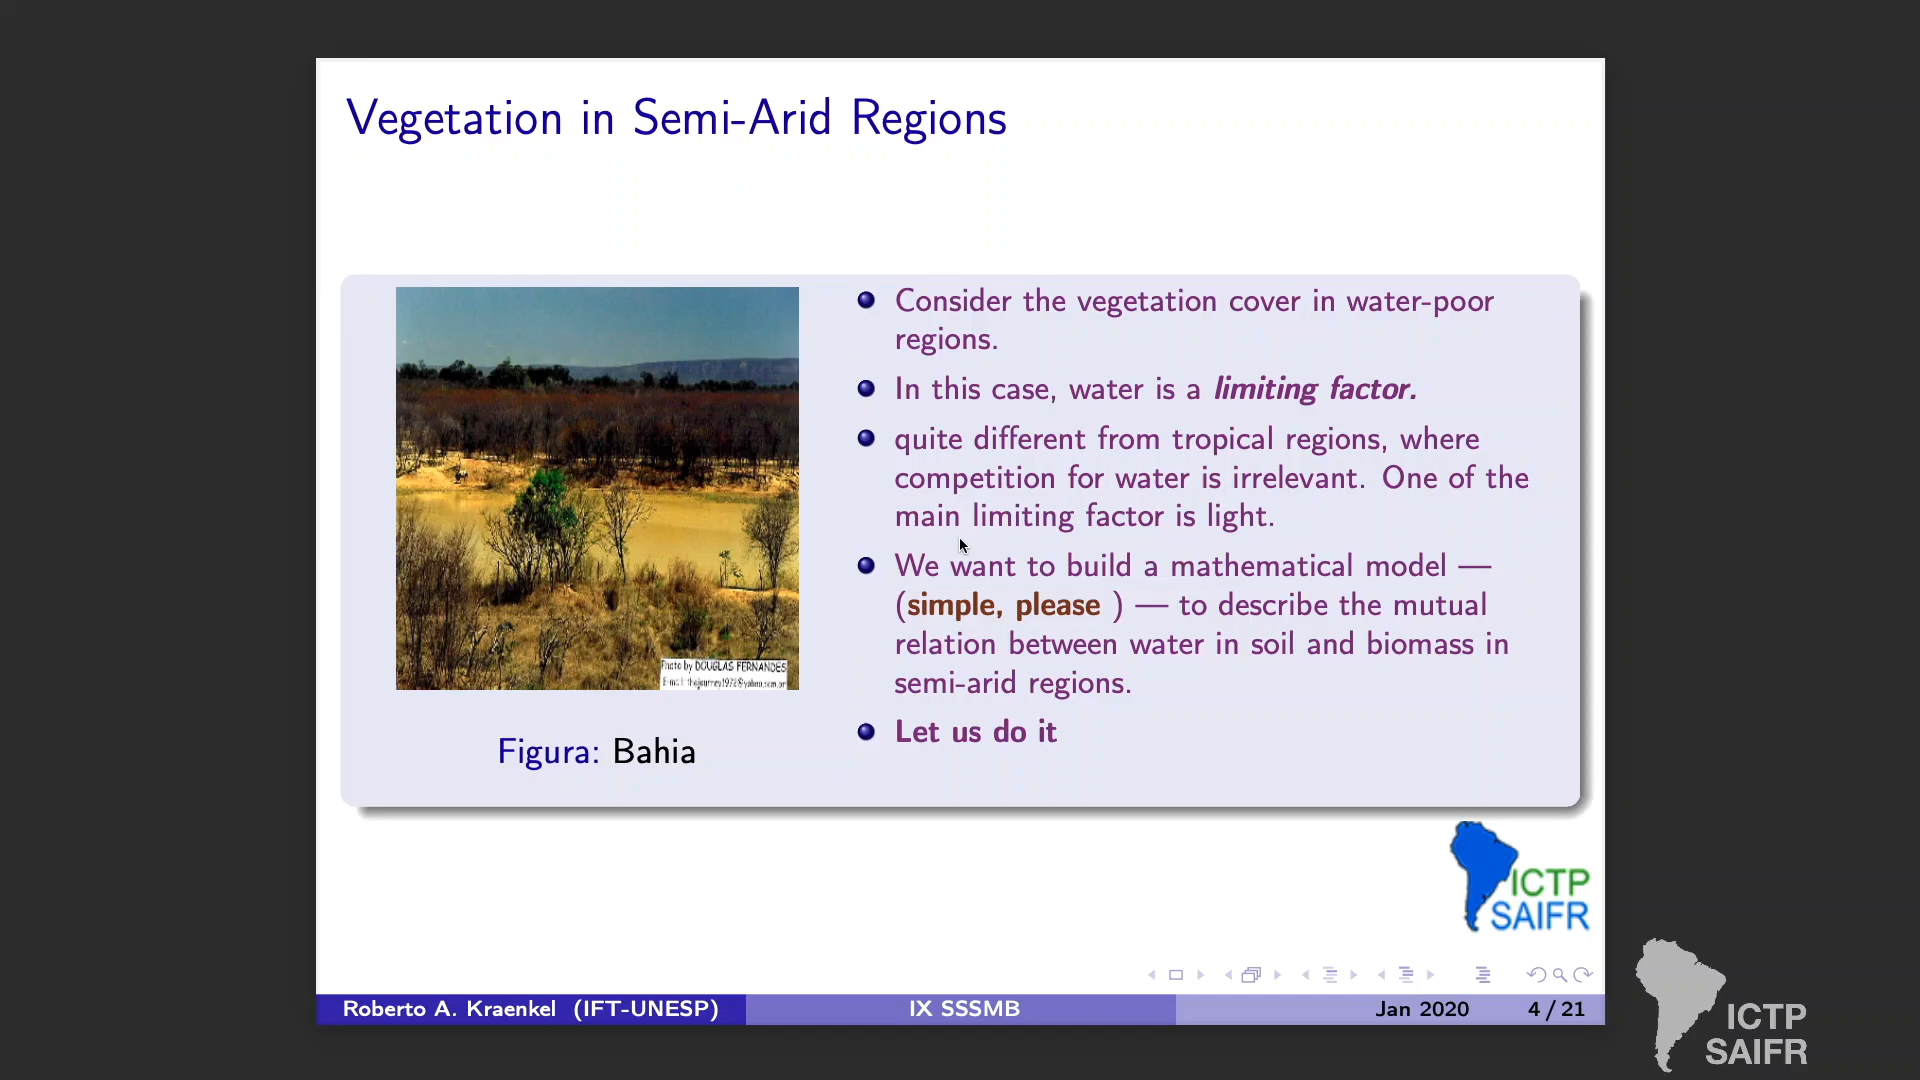 Vegetation in Semi-Arid Regions
Consider the vegetation cover in water-poor
regions.
In this case, water is a limiting factor.
quite different from tropical regions, where
competition for water is irrelevant. One of the
main limiting factor is light.
We want to build a mathematical model —
(simple, please ) — to describe the mutual
relation between water in soil and biomass in
semi-arid regions.
Let us do it
Photo by DOUGLAS FERNANDES
Figura: Bahia
ICTP
SAIFR
Roberto A. Kraenkel (IFT-UNESP)
IX SSSMB
Jan 2020
4 / 21
ICTP
SAIFR